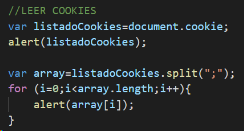 //LEER COOKIES
var listadoCookies=document.cookie;
alert(listadoCookies);
var array=listadoCookies.split(";");
for (i=0;i<array.length;i++){
alert(array[i]);
}